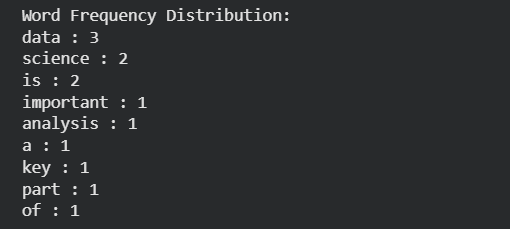 Word Frequency Distribution:
data : 3
science : 2
is : 2
important : 1
analysis : 1
a : 1
key : 1
part : 1
of : 1